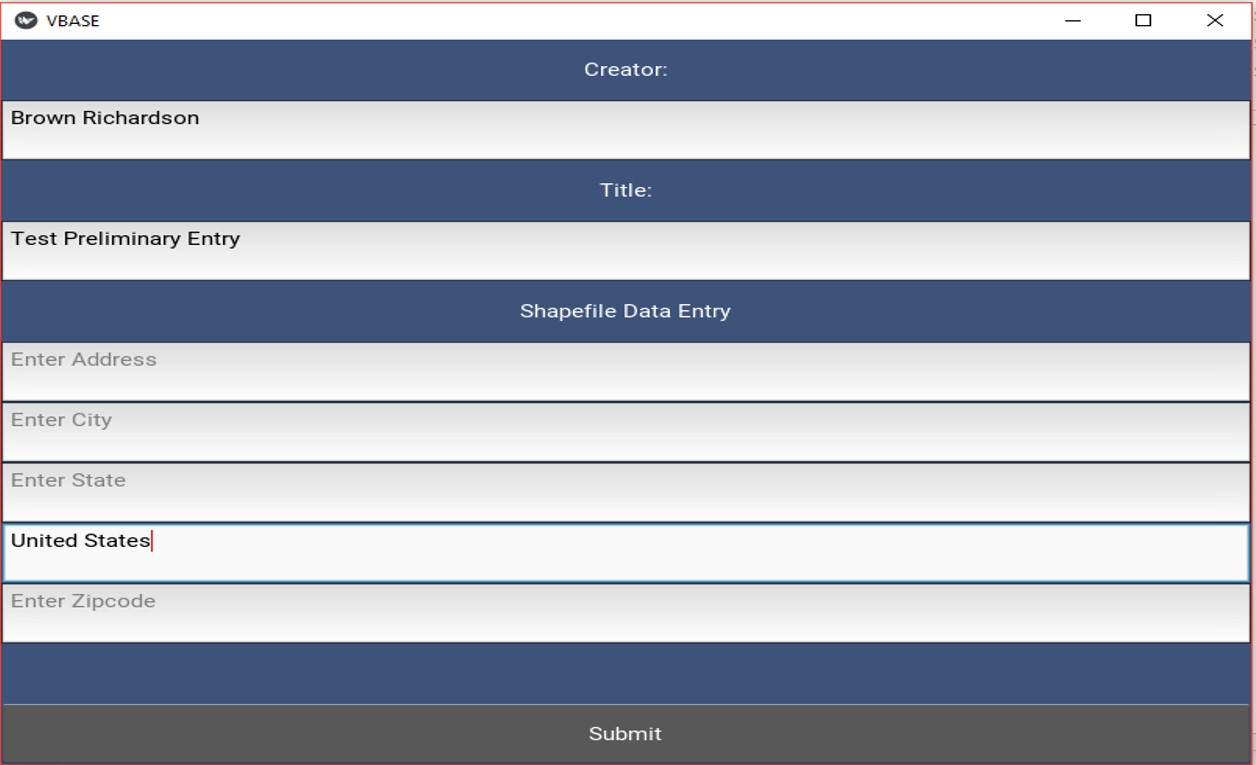 VBASE
Creator:
Brown Richardson
Title:
Test Preliminary Entry
Shapefile Data Entry
Enter Address
Enter City
Enter State
United States
Enter Zipcode
Submit